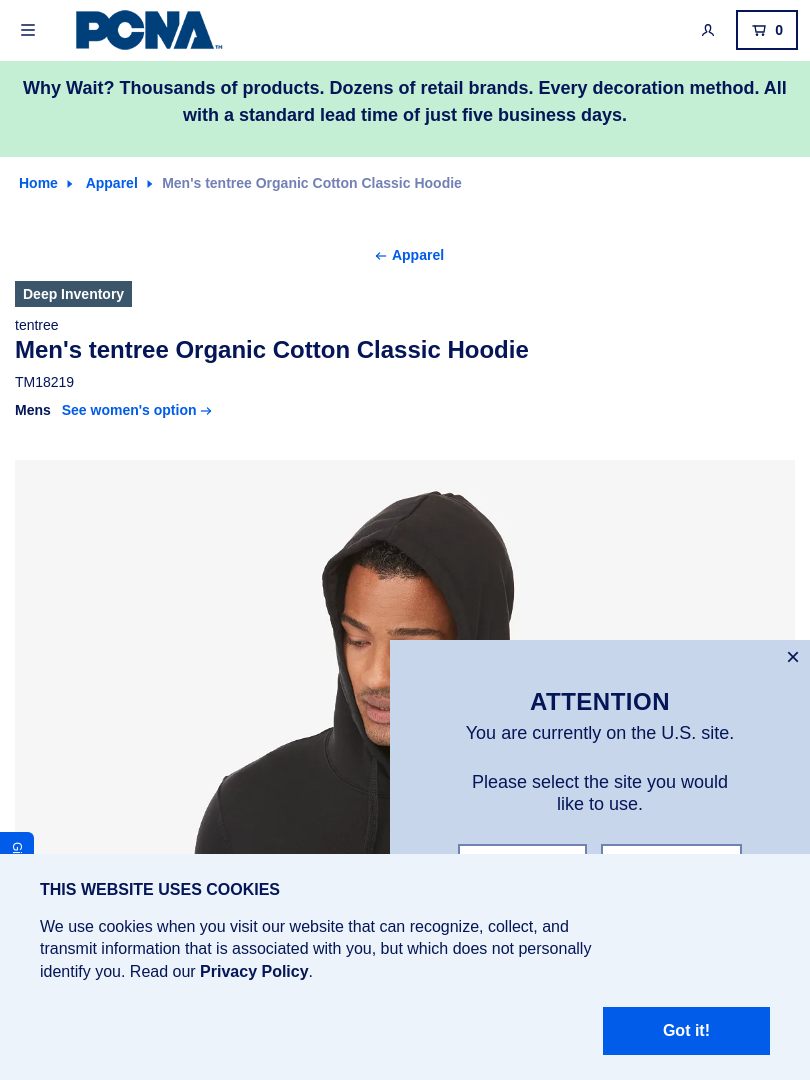 PCNA™
0
Why Wait? Thousands of products. Dozens of retail brands. Every decoration method. All
with a standard lead time of just five business days.
Home
Apparel
Men's tentree Organic Cotton Classic Hoodie
Apparel
Deep Inventory
tentree
Men's tentree Organic Cotton Classic Hoodie
TM18219
Mens See women's option
ATTENTION
You are currently on the U.S. site.
Please select the site you would
like to use.
THIS WEBSITE USES COOKIES
We use cookies when you visit our website that can recognize, collect, and
transmit information that is associated with you, but which does not personally
identify you. Read our Privacy Policy.
Got it!